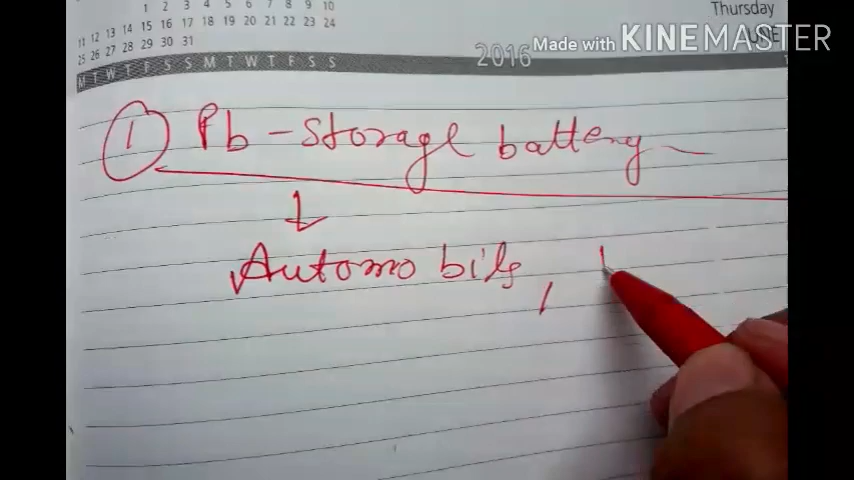 1 2 3 4 5 6 7 8 9 10
11 12 13 14 15 16 17 18 19 20 21 22 23 24
25 26 27 28 29 30 31
M T W T F S S M T W T F S S
2016
Thursday
JUNE
Made with KINEMASTER
① Pb - Storage battery
↓
Automobils,